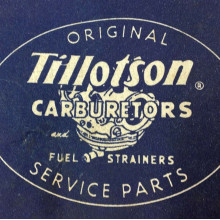 ORIGINAL
Tillotson ®
CARBURETORS
and
FUEL STRAINERS
SERVICE PARTS